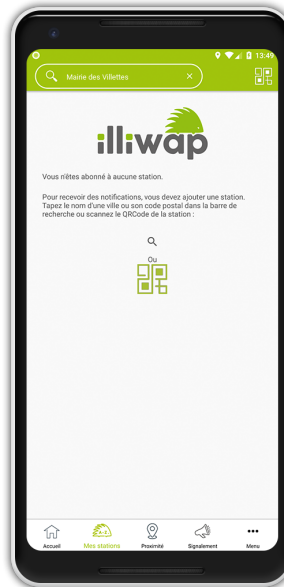 13:49
Mairie des Villettes
illiwap
Vous n'êtes abonné à aucune station.
Pour recevoir des notifications, vous devez ajouter une station.
Tapez le nom d'une ville ou son code postal dans la barre de
recherche ou scannez le QRCode de la station :
Ou
A-Z
Accueil Mes stations Proximité Signalement Menu